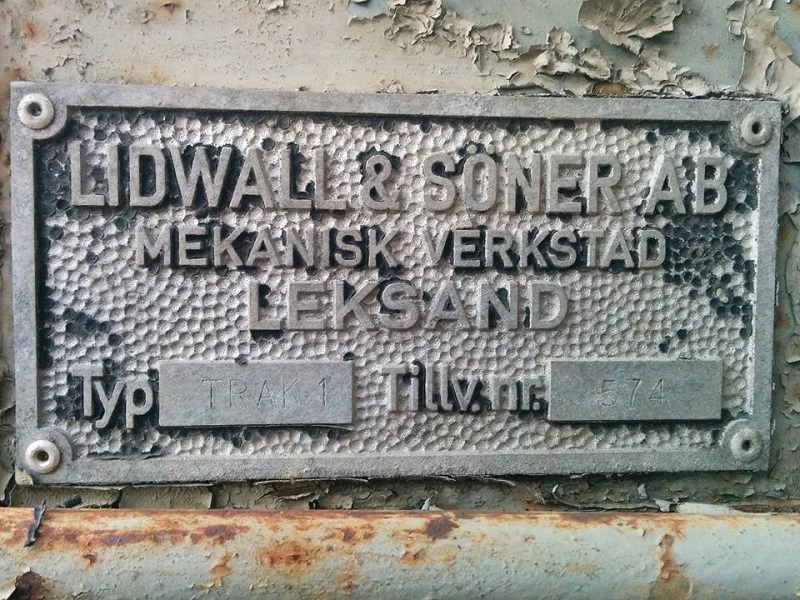 LIDWALL & SÖNER AB
MEKANISK VERKSTAD
LEKSAND
Typ TRAK 1 Tillv. nr. 574